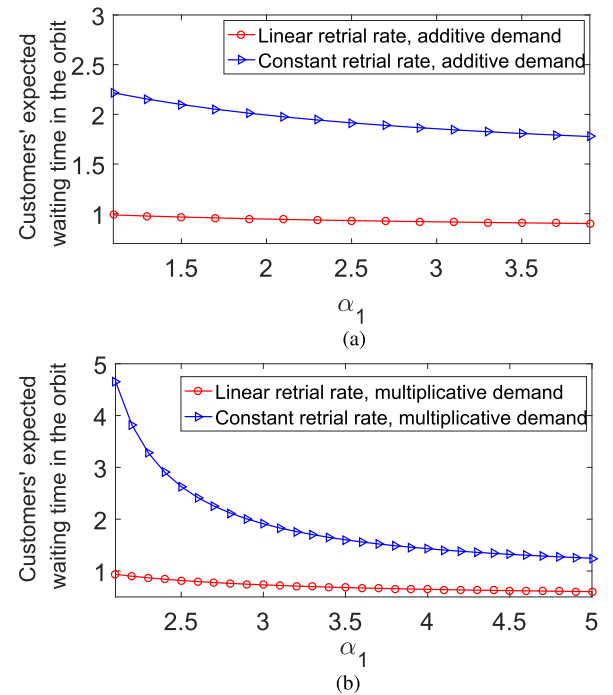 3
2.5
2
1.5
1
Customers' expected
waiting time in the orbit
Linear retrial rate, additive demand
Constant retrial rate, additive demand
1.5
2
2.5
3
3.5
α1
(a)
5
4
3
2
1
Customers' expected
waiting time in the orbit
Linear retrial rate, multiplicative demand
Constant retrial rate, multiplicative demand
2.5
3
3.5
4
4.5
5
α1
(b)